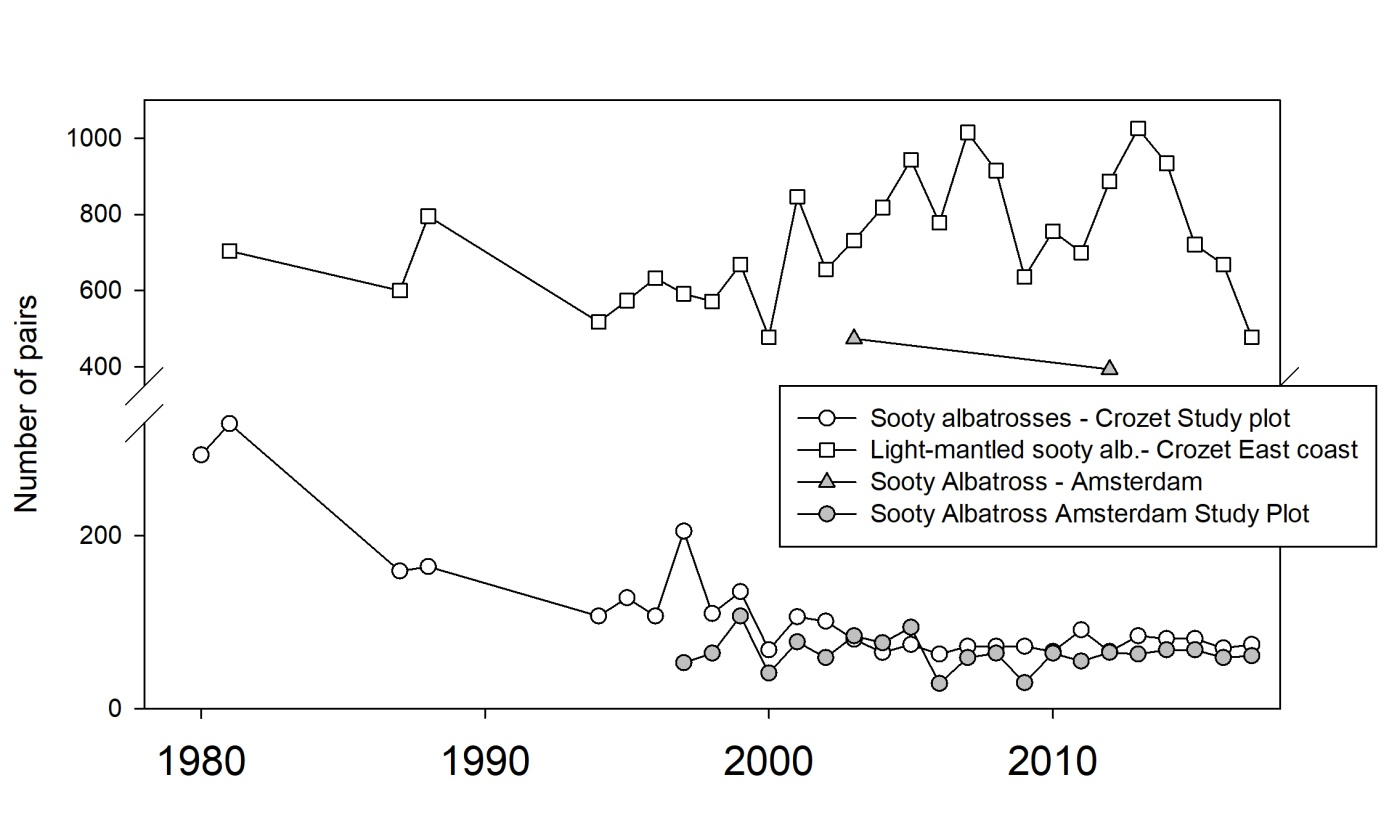 1000
800
600
400
200
0
Number of pairs
Sooty albatrosses - Crozet Study plot
Light-mantled sooty alb.- Crozet East coast
Sooty Albatross - Amsterdam
Sooty Albatross Amsterdam Study Plot
1980 1990 2000 2010